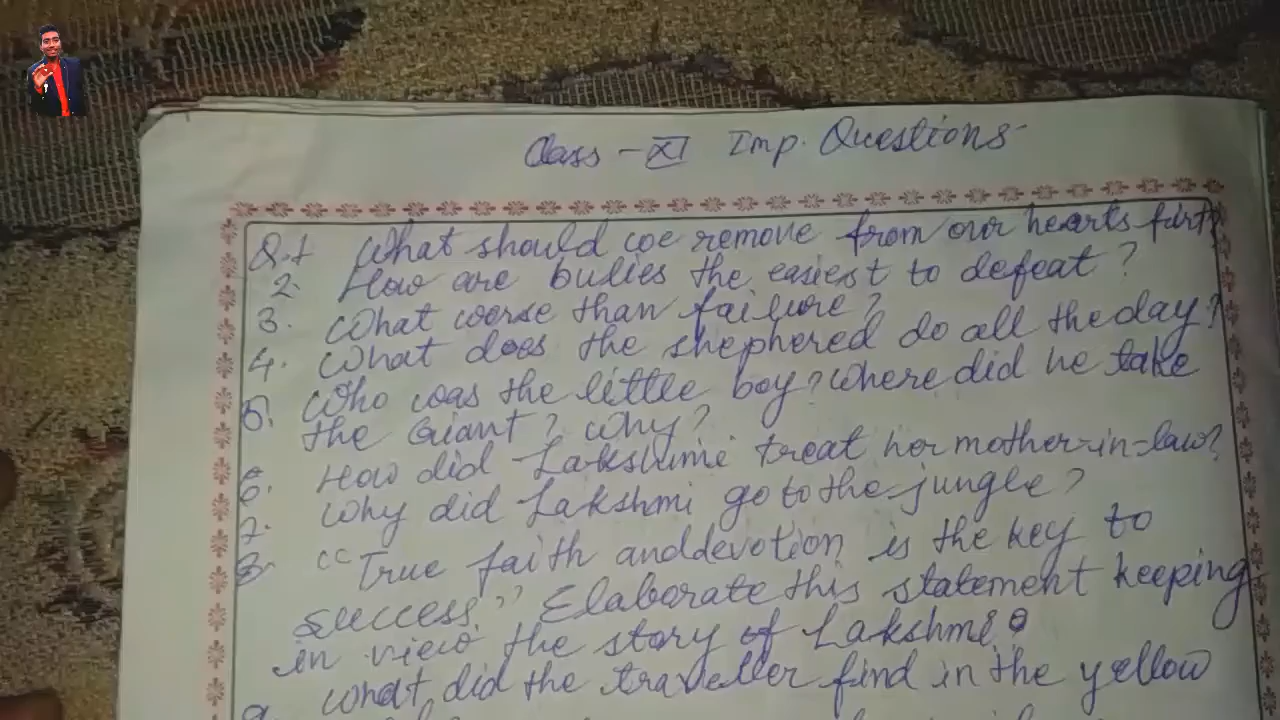 Class - XI Imp. Questions-
Q.1 What should we remove from our hearts first?
2. How are bullies the easiest to defeat?
3. What worse than failure?
4. What does the shephered do all the day?
5. Who was the little boy? Where did he take
the Giant? Why?
6. How did Lakshmi treat her mother-in-law?
7. Why did Lakshmi go to the jungle?
8. "True faith and devotion is the key to
success." Elaborate this statement keeping
in view the story of Lakshmi?
9. What did the traveller find in the yellow